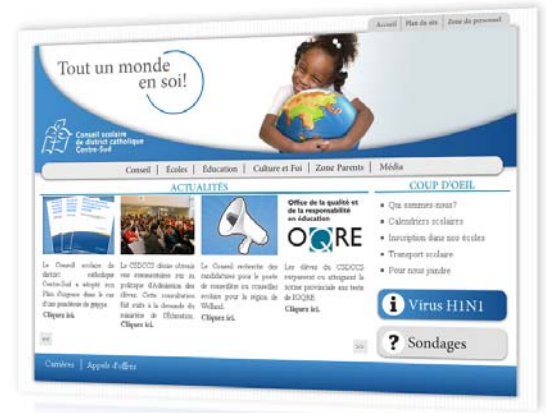 Accueil | Plan du site | Zone du personnel
Tout un monde
en soi!
Conseil scolaire
de district catholique
Centre-Sud
Conseil | Écoles | Éducation | Culture et Foi | Zone Parents | Média
ACTUALITÉS
Office de la qualité et
de la responsabilité
en éducation
OQRE
Le Conseil scolaire de
district catholique
Centre-Sud a adopté son
Plan d'urgence dans le cas
d'une pandémie de grippe
Cliquez ici.
Le CSDCCS désire obtenir
vos commentaires sur sa
politique d'Admission des
élèves. Cette consultation
fait suite à la demande du
ministère de l'Éducation.
Cliquez ici.
Le Conseil recherche des
candidatures pour le poste
de conseillère ou conseiller
scolaire pour la région de
Welland.
Cliquez ici.
Les élèves du CSDCCS
surpassent ou atteignent la
norme provinciale aux tests
de l'OQRE
Cliquez ici.
<<
>>
COUP D'OEIL
Qui sommes-nous?
Calendriers scolaires
Inscription dans nos écoles
Transport scolaire
Pour nous joindre
i Virus H1N1
? Sondages
Carrières | Appels d'offres